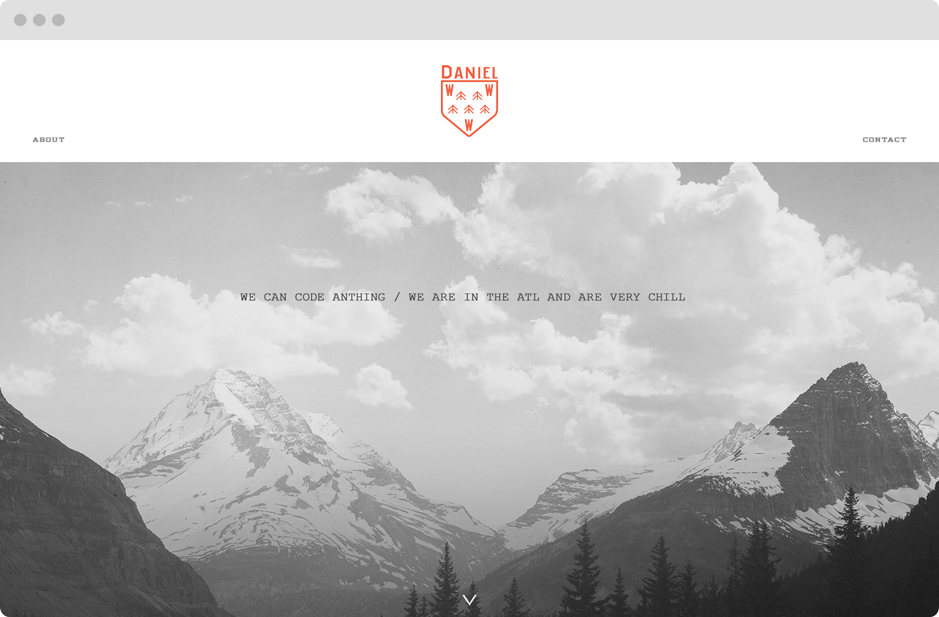 DANIEL
W W
W
ABOUT
CONTACT
WE CAN CODE ANTHING / WE ARE IN THE ATL AND ARE VERY CHILL